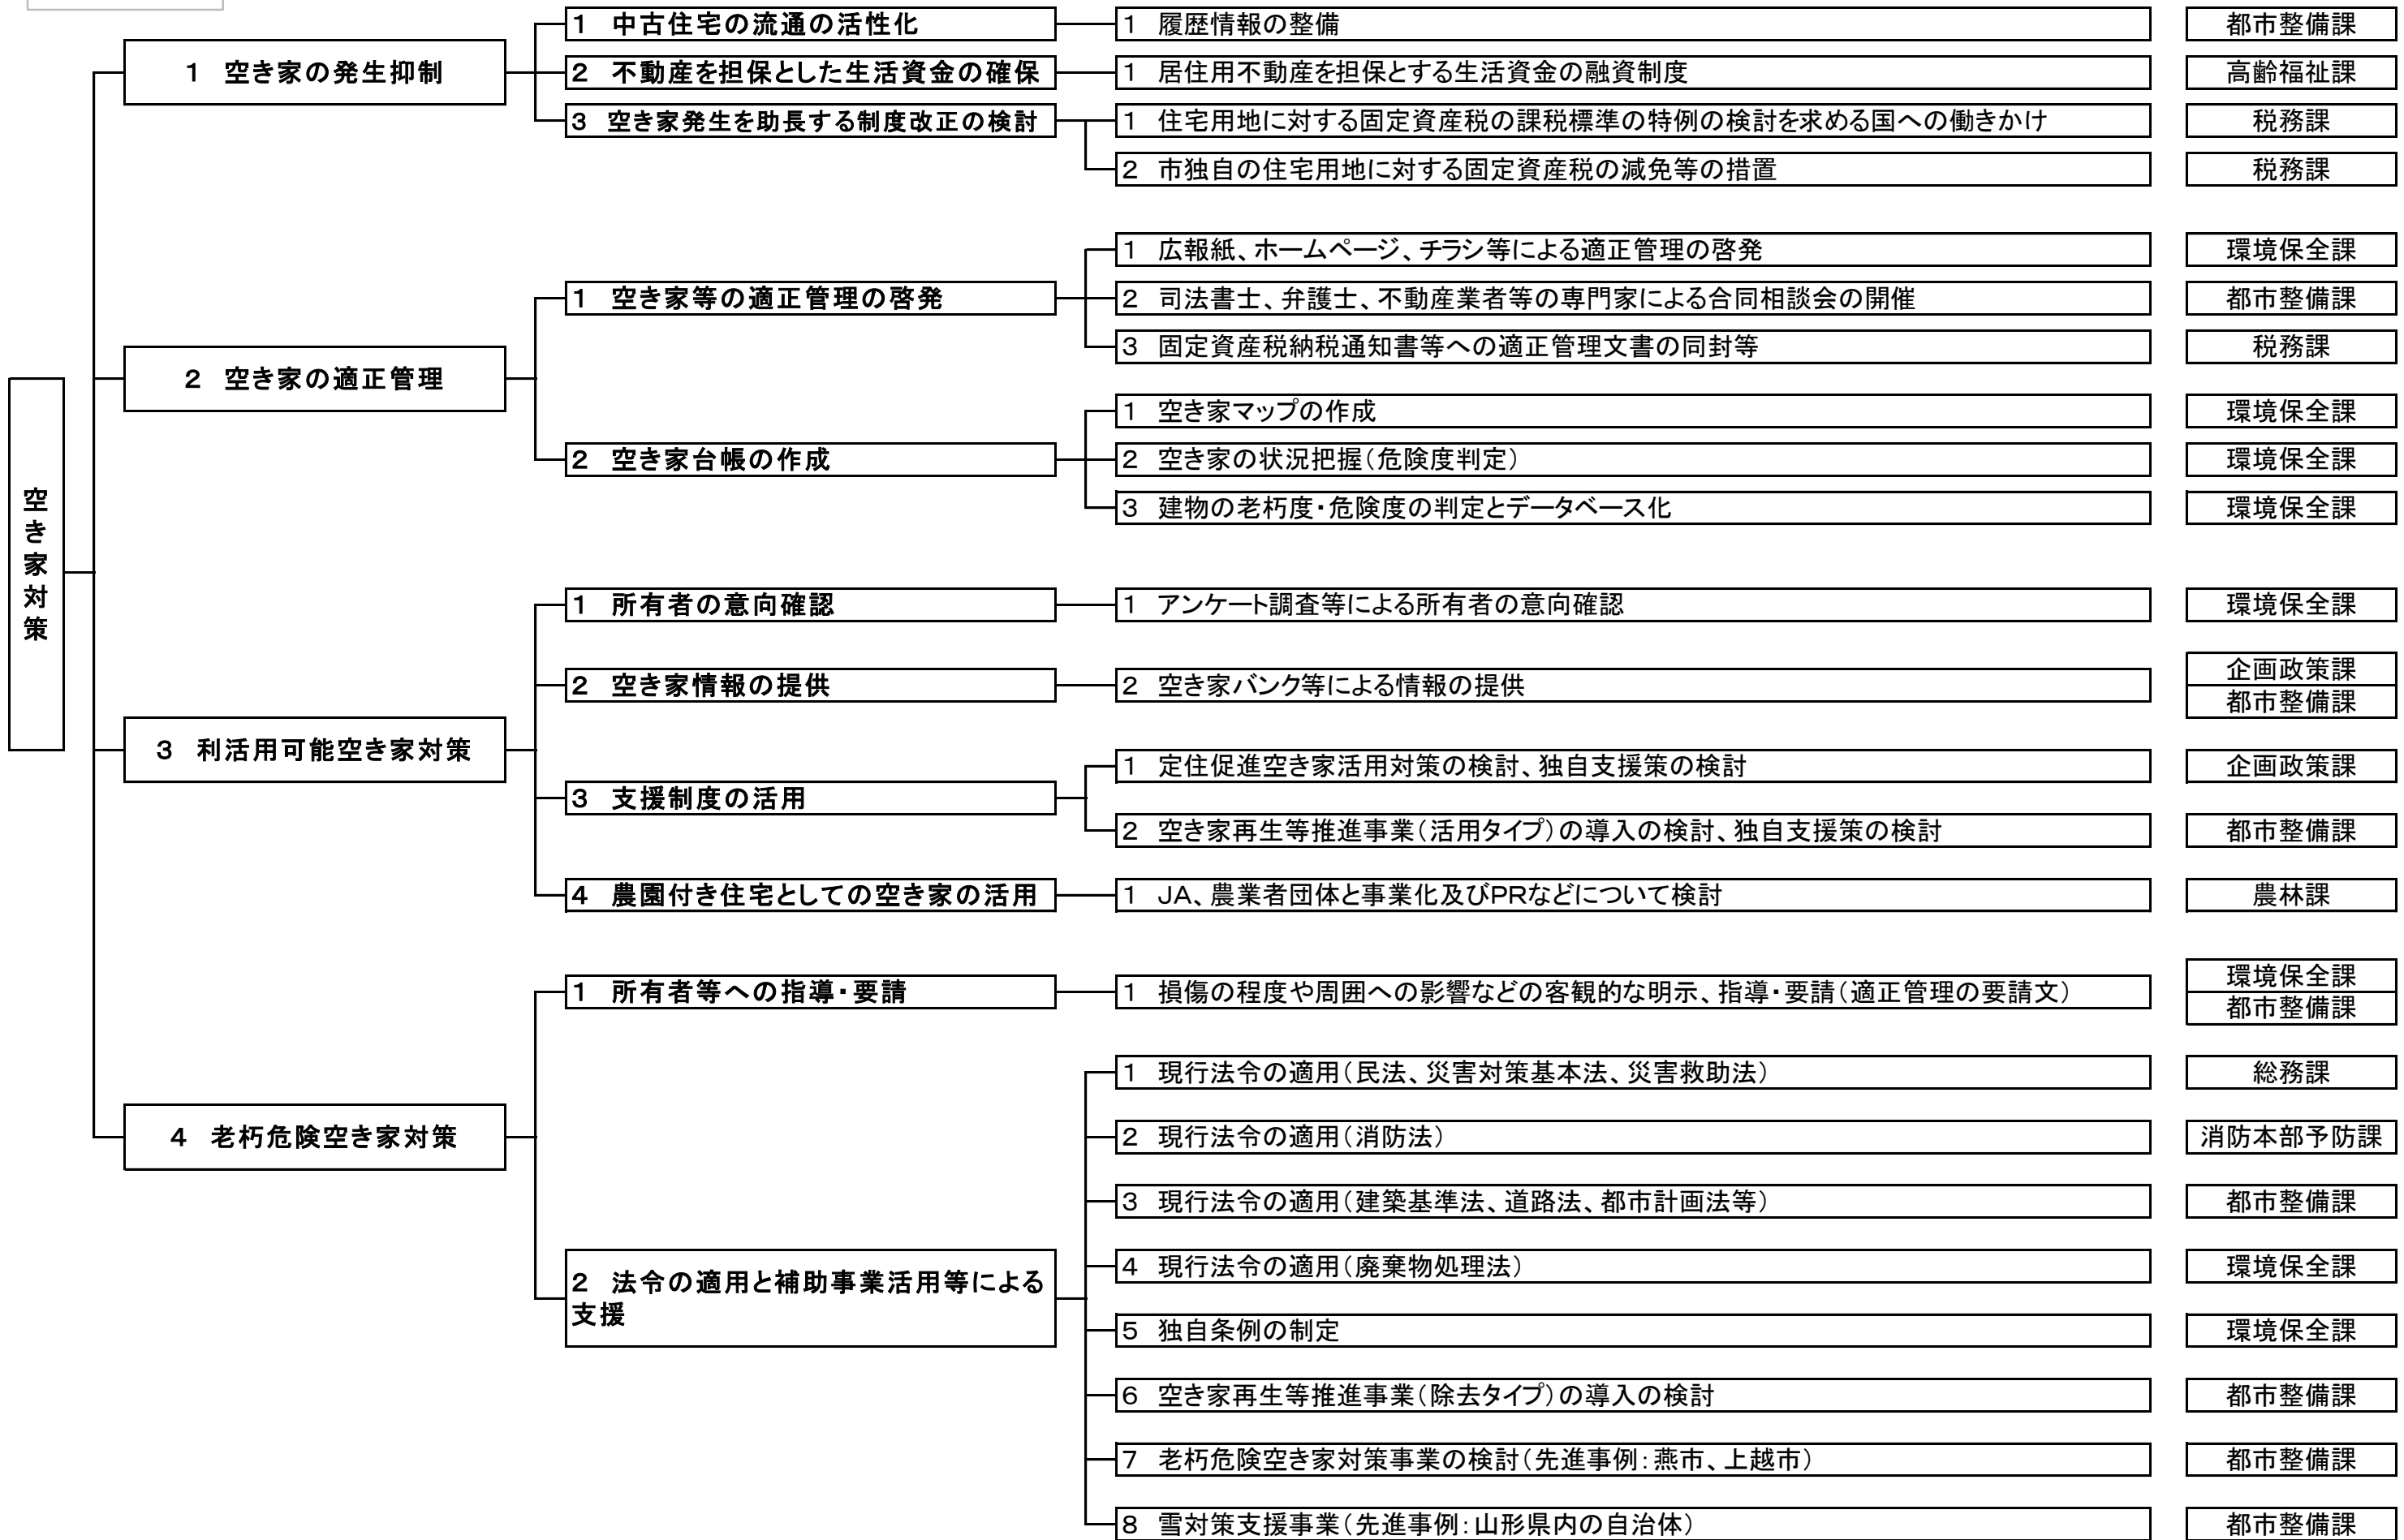 空き家対策
1 空き家の発生抑制
1 中古住宅の流通の活性化
1 履歴情報の整備
都市整備課
2 不動産を担保とした生活資金の確保
1 居住用不動産を担保とする生活資金の融資制度
高齢福祉課
3 空き家発生を助長する制度改正の検討
1 住宅用地に対する固定資産税の課税標準の特例の検討を求める国への働きかけ
税務課
2 市独自の住宅用地に対する固定資産税の減免等の措置
税務課
2 空き家の適正管理
1 空き家等の適正管理の啓発
1 広報紙、ホームページ、チラシ等による適正管理の啓発
環境保全課
2 司法書士、弁護士、不動産業者等の専門家による合同相談会の開催
都市整備課
3 固定資産税納税通知書等への適正管理文書の同封等
税務課
2 空き家台帳の作成
1 空き家マップの作成
環境保全課
2 空き家の状況把握(危険度判定)
環境保全課
3 建物の老朽度・危険度の判定とデータベース化
環境保全課
3 利活用可能空き家対策
1 所有者の意向確認
1 アンケート調査等による所有者の意向確認
環境保全課
2 空き家情報の提供
2 空き家バンク等による情報の提供
企画政策課
都市整備課
3 支援制度の活用
1 定住促進空き家活用対策の検討、独自支援策の検討
企画政策課
2 空き家再生等推進事業(活用タイプ)の導入の検討、独自支援策の検討
都市整備課
4 農園付き住宅としての空き家の活用
1 JA、農業者団体と事業化及びPRなどについて検討
農林課
4 老朽危険空き家対策
1 所有者等への指導・要請
1 損傷の程度や周囲への影響などの客観的な明示、指導・要請(適正管理の要請文)
環境保全課
都市整備課
2 法令の適用と補助事業活用等による
支援
1 現行法令の適用(民法、災害対策基本法、災害救助法)
総務課
2 現行法令の適用(消防法)
消防本部予防課
3 現行法令の適用(建築基準法、道路法、都市計画法等)
都市整備課
4 現行法令の適用(廃棄物処理法)
環境保全課
5 独自条例の制定
環境保全課
6 空き家再生等推進事業(除去タイプ)の導入の検討
都市整備課
7 老朽危険空き家対策事業の検討(先進事例:燕市、上越市)
都市整備課
8 雪対策支援事業(先進事例:山形県内の自治体)
都市整備課